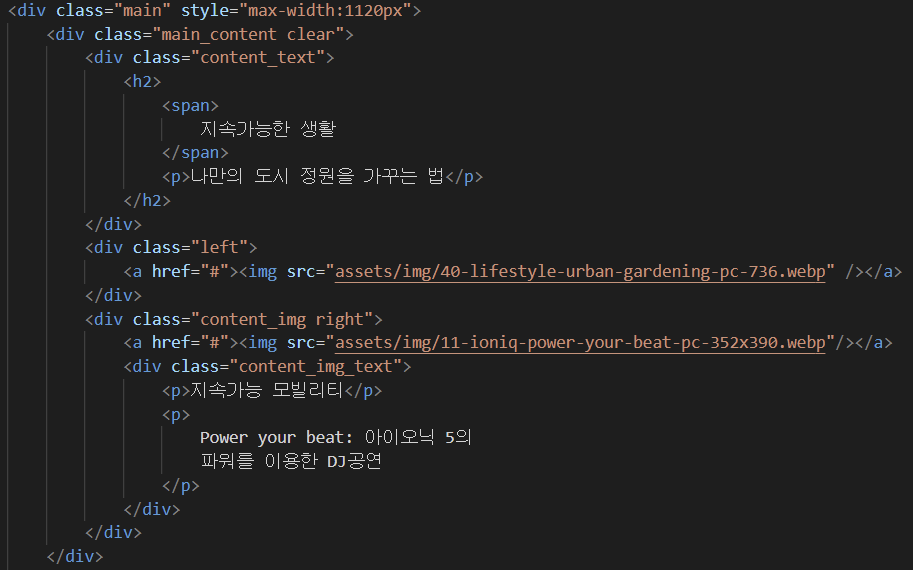 <div class="main" style="max-width:1120px">
<div class="main_content clear">
<div class="content_text">
<h2>
<span>
지속가능한 생활
</span>
<p>나만의 도시 정원을 가꾸는 법</p>
</h2>
</div>
<div class="left">
<a href="#"><img src="assets/img/40-lifestyle-urban-gardening-pc-736.webp" /></a>
</div>
<div class="content_img right">
<a href="#"><img src="assets/img/11-ioniq-power-your-beat-pc-352x390.webp"/></a>
<div class="content_img_text">
<p>지속가능 모빌리티</p>
<p>
Power your beat: 아이오닉 5의
파워를 이용한 DJ공연
</p>
</div>
</div>
</div>